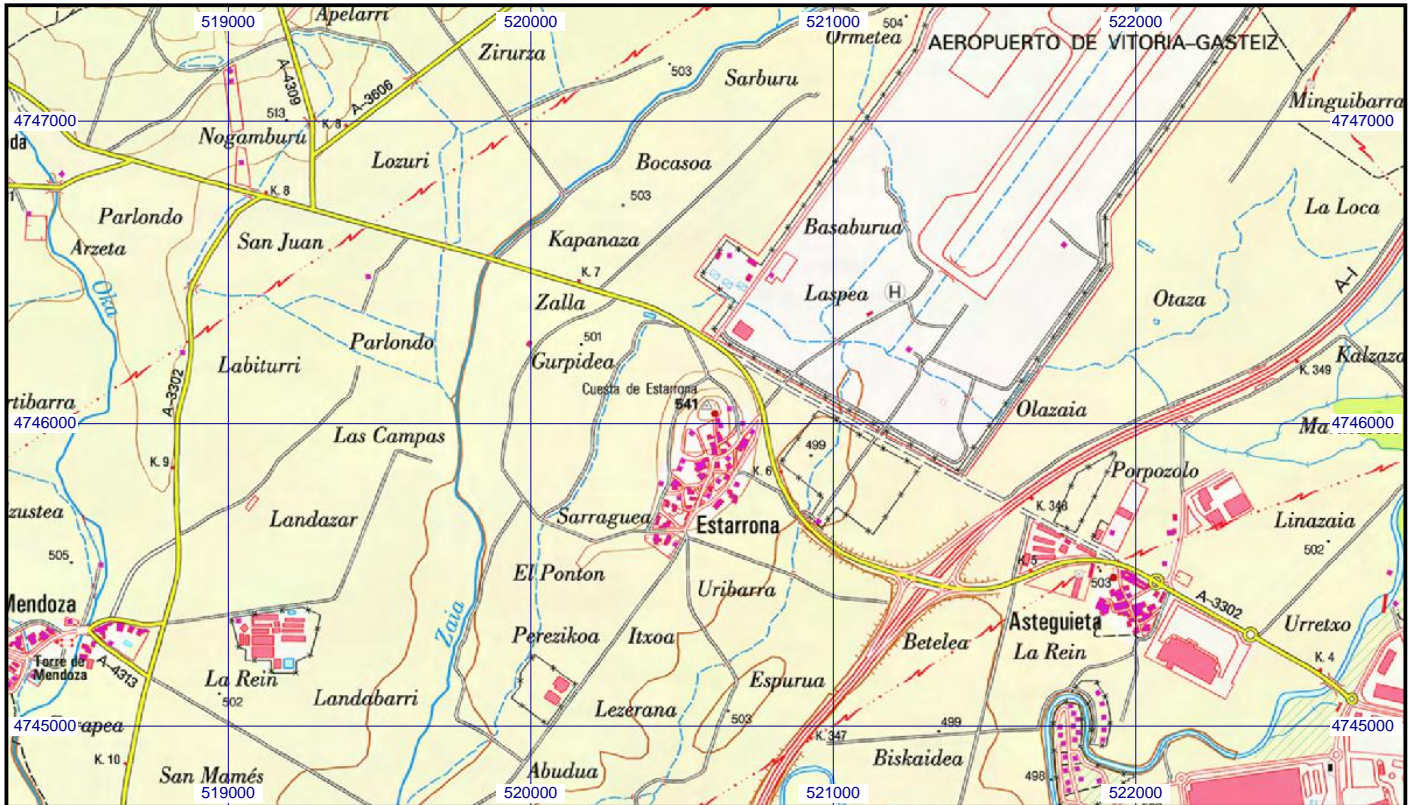 519000
520000
521000
522000
Apelarri
Ormetea
504
AEROPUERTO DE VITORIA-GASTEIZ
Zirurza
503
Sarburu
A-4309
A-3606
Minguibarra
4747000
513
K. 8
4747000
da
Nogamburu
Lozuri
Bocasoa
K. 8
503
Parlondo
Arzeta
San Juan
Kapanaza
Basaburua
La Loca
Oka
K. 7
Zalla
Laspea
H
Otaza
A-I
501
Parlondo
Labiturri
Gurpidea
Kalzaza
K. 349
A-3302
Cuesta de Estarrona
541
rtibarra
Olazaia
4746000
4746000
Las Campas
499
K. 9
K. 6
Porpozolo
zustea
Landazar
Sarraguea
Estarrona
K. 348
Linazaia
502
505
El Ponton
Uribarra
K. 5
503
A-3302
Mendoza
Zaia
Perezikoa
Itxoa
Betelea
Asteguieta
Urretxo
Torre de
Mendoza
A-4313
La Rein
K. 4
La Rein
502
Landabarri
Espurua
Lezerana
503
499
4745000
apea
4745000
K. 347
K. 10
Biskaidea
San Mamés
Abudua
498
519000
520000
521000
522000